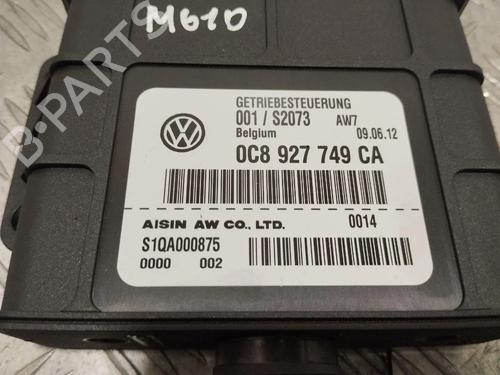 M610
GETRIEBESTEUERUNG
001 / S2073 AW7
Belgium 09.06.12
0C8 927 749 CA
AISIN AW CO., LTD. 0014
S1QA000875
0000 002
B-PARTS